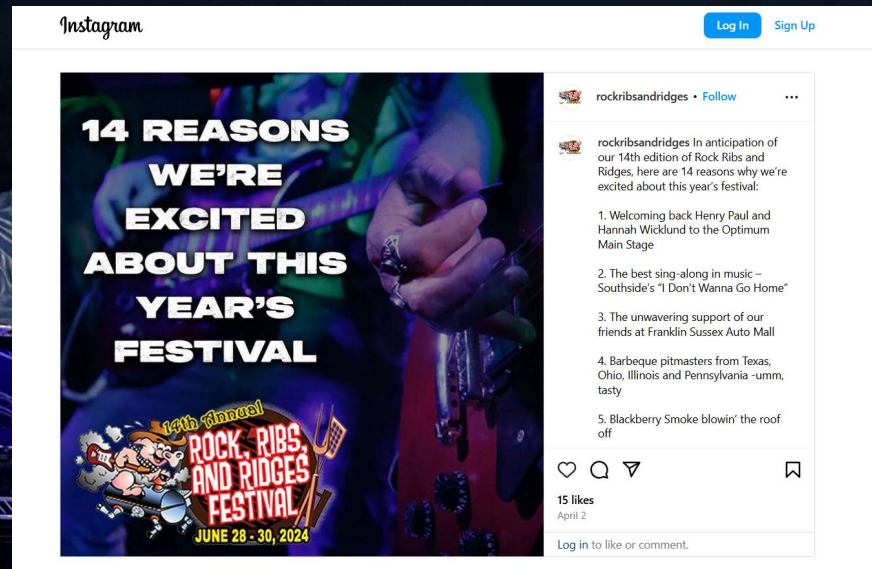 Instagram
Log In
Sign Up
14 REASONS
WE'RE
EXCITED
ABOUT THIS
YEAR'S
FESTIVAL
14th Annual
ROCK, RIBS,
AND RIDGES
FESTIVAL
JUNE 28 - 30, 2024
rockribsandridges • Follow
rockribsandridges In anticipation of
our 14th edition of Rock Ribs and
Ridges, here are 14 reasons why we're
excited about this year's festival:
1. Welcoming back Henry Paul and
Hannah Wicklund to the Optimum
Main Stage
2. The best sing-along in music –
Southside's "I Don't Wanna Go Home"
3. The unwavering support of our
friends at Franklin Sussex Auto Mall
4. Barbeque pitmasters from Texas,
Ohio, Illinois and Pennsylvania -umm,
tasty
5. Blackberry Smoke blowin' the roof
off
15 likes
April 2
Log in to like or comment.